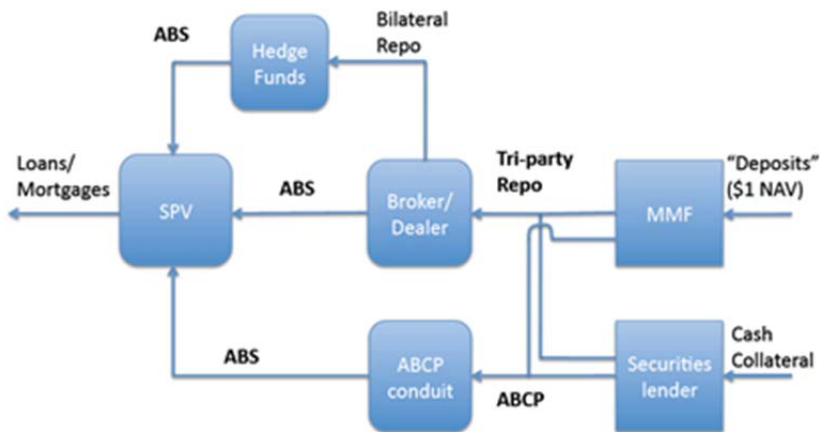 ABS
Hedge
Funds
Bilateral
Repo
Loans/
Mortgages
SPV
ABS
Broker/
Dealer
Tri-party
Repo
MMF
“Deposits”
($1 NAV)
ABS
ABCP
conduit
ABCP
Securities
lender
Cash
Collateral